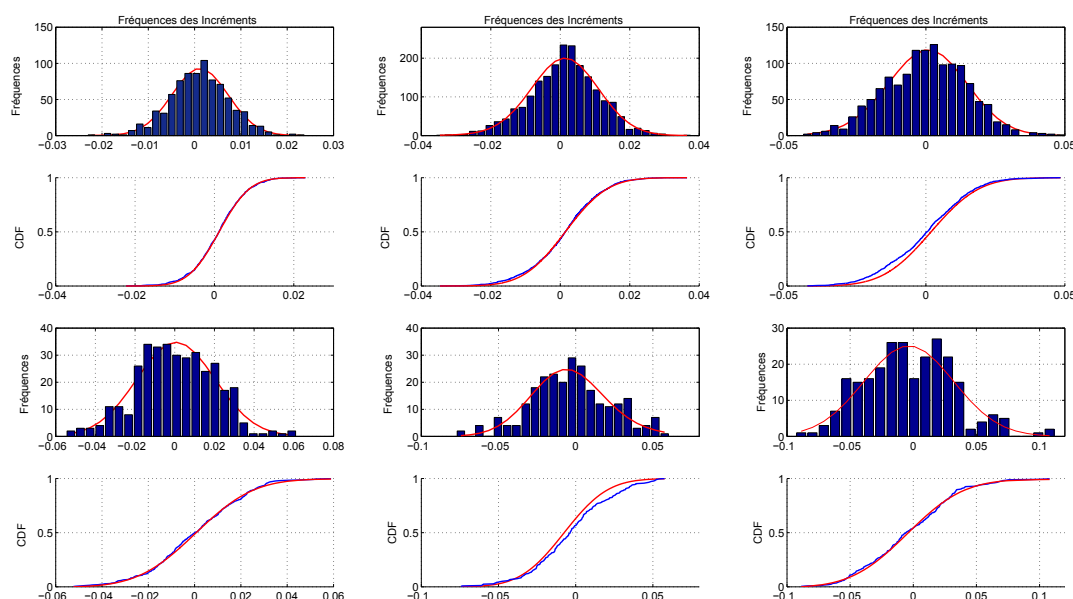 Fréquences des Incréments Fréquences des Incréments Fréquences des Incréments
150 100 50 0
Fréquences
−0.03 −0.02 −0.01 0 0.01 0.02 0.03
200 100 0
Fréquences
−0.04 −0.02 0 0.02 0.04
150 100 50 0
Fréquences
−0.05 0 0.05
1 0.5 0
CDF
−0.04 −0.02 0 0.02
1 0.5 0
CDF
−0.04 −0.02 0 0.02 0.04
1 0.5 0
CDF
−0.05 0 0.05
40 30 20 10 0
Fréquences
−0.06 −0.04 −0.02 0 0.02 0.04 0.06 0.08
40 30 20 10 0
Fréquences
−0.1 −0.05 0 0.05
30 20 10 0
Fréquences
−0.1 −0.05 0 0.05 0.1
1 0.5 0
CDF
−0.06 −0.04 −0.02 0 0.02 0.04 0.06
1 0.5 0
CDF
−0.1 −0.05 0 0.05
1 0.5 0
CDF
−0.1 −0.05 0 0.05 0.1